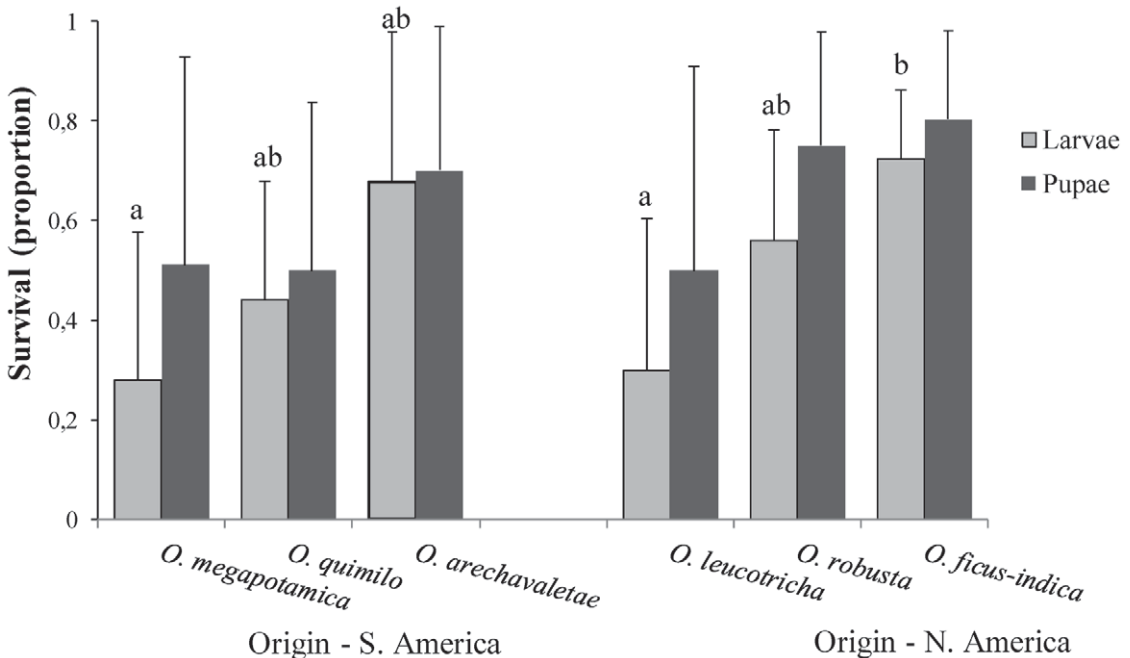 Survival (proportion)
1
0,8
0,6
0,4
0,2
0
a
ab
ab
a
ab
b
Larvae
Pupae
O. megapotamica
O. quimilo
O. arechavaletae
O. leucotricha
O. robusta
O. ficus-indica
Origin - S. America
Origin - N. America